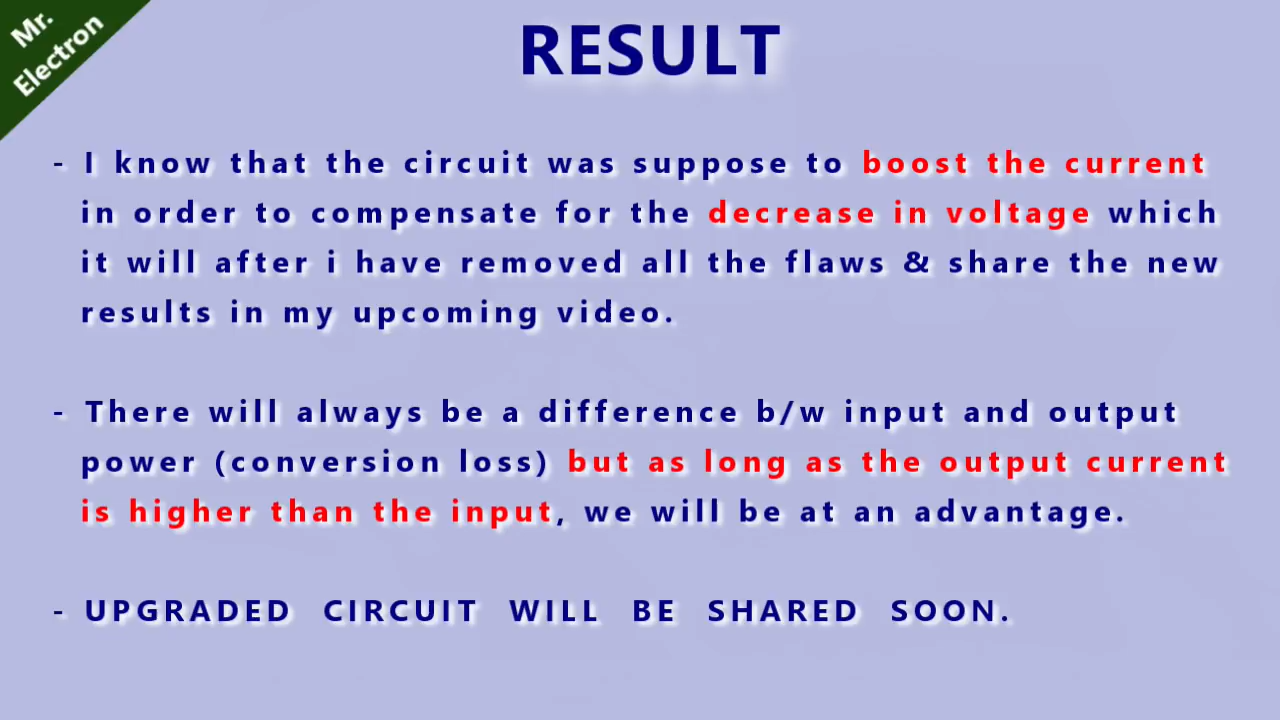 Mr.
Electron
RESULT
- I know that the circuit was suppose to boost the current
in order to compensate for the decrease in voltage which
it will after i have removed all the flaws & share the new
results in my upcoming video.
- There will always be a difference b/w input and output
power (conversion loss) but as long as the output current
is higher than the input, we will be at an advantage.
- UPGRADED CIRCUIT WILL BE SHARED SOON.